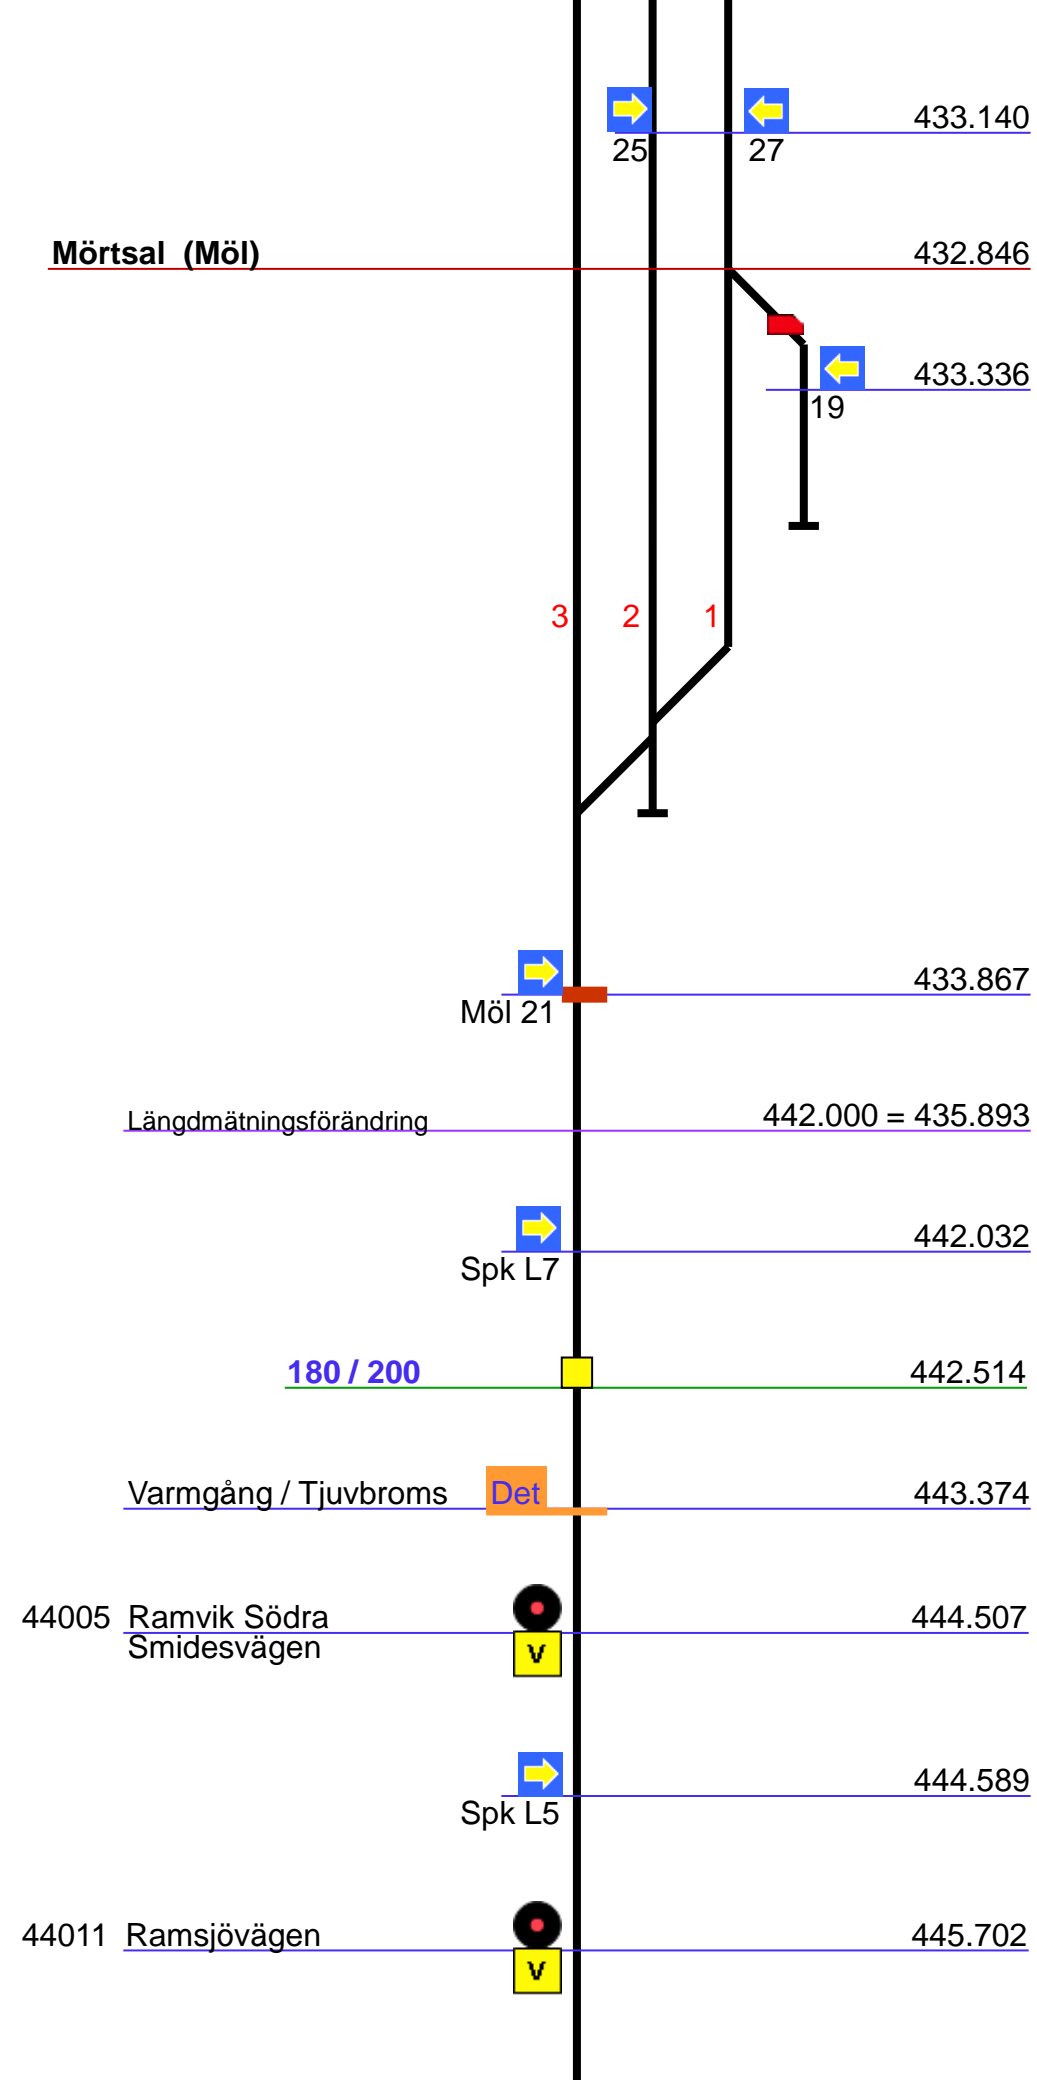 433.140
25 27
Mörtsal (Möl) 432.846
433.336
19
3 2 1
433.867
Möl 21
Längdmätningsförändring 442.000 = 435.893
442.032
Spk L7
180 / 200 442.514
Varmgång / Tjuvbroms Det 443.374
44005 Ramvik Södra 444.507
Smidesvägen V
444.589
Spk L5
44011 Ramsjövägen 445.702
V